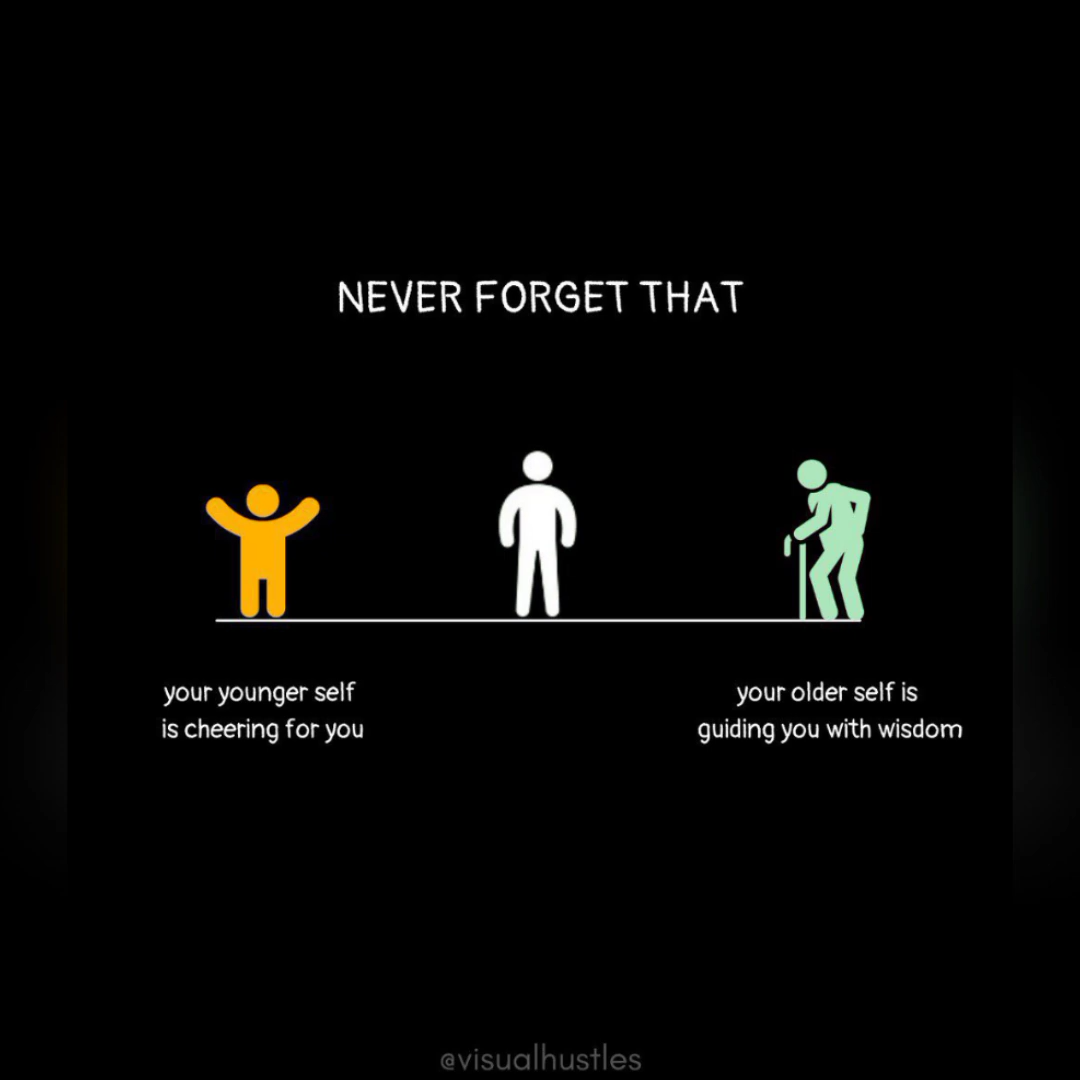 NEVER FORGET THAT
your younger self
is cheering for you
your older self is
guiding you with wisdom
@visualhustles